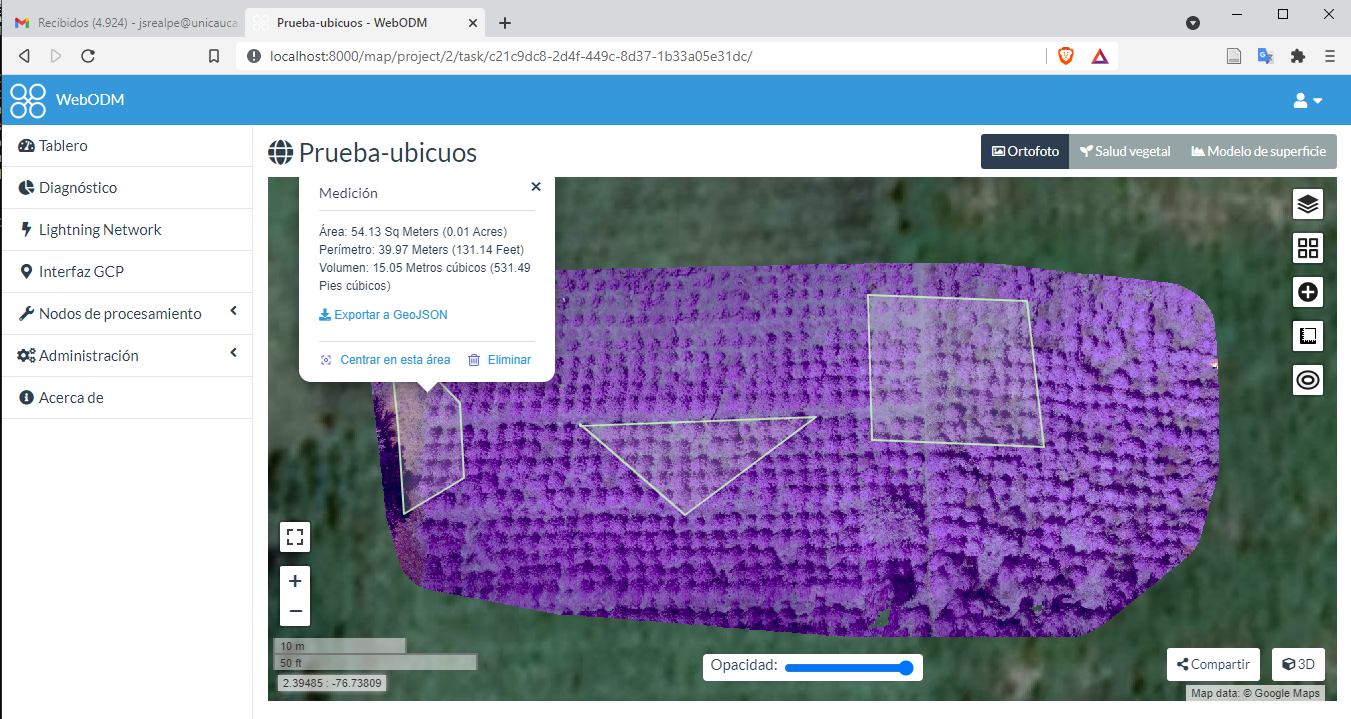 Recibidos (4.924) - jsrealpe@unicauca
Prueba-ubicuos - WebODM
localhost:8000/map/project/2/task/c21c9dc8-2d4f-449c-8d37-1b33a05e31dc/
WebODM
Tablero
Diagnóstico
Lightning Network
Interfaz GCP
Nodos de procesamiento
Administración
Acerca de
Prueba-ubicuos
Ortofoto
Salud vegetal
Modelo de superficie
Medición
Área: 54.13 Sq Meters (0.01 Acres)
Perímetro: 39.97 Meters (131.14 Feet)
Volumen: 15.05 Metros cúbicos (531.49
Pies cúbicos)
Exportar a GeoJSON
Centrar en esta área
Eliminar
+
−
10 m
50 ft
2.39485 : -76.73809
Opacidad:
Compartir
3D
Map data: © Google Maps